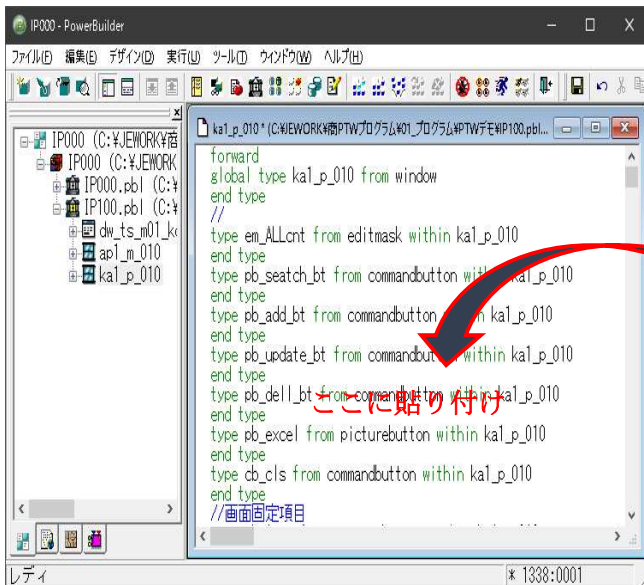 IP000 - PowerBuilder
ファイル(F) 編集(E) デザイン(D) 実行(U) ツール(T) ウインドウ(W) ヘルプ(H)
IP000 (C:¥JEWORK¥商
IP000 (C:¥JEWORK
IP000.pbl (C:¥
IP100.pbl (C:¥
dw_ts_m01_k
ap1_m_010
ka1_p_010
ka1_p_010 * (C:¥JEWORK¥商PTWプログラム¥01_プログラム¥PTWデモ¥IP100.pbl...
forward
global type ka1_p_010 from window
end type
//
type em_ALLcnt from editmask within ka1_p_010
end type
type pb_seatch_bt from commandbutton with ka1_p_010
end type
type pb_add_bt from commandbutton n ka1_p_010
end type
type pb_update_bt from commandbut within ka1_p_010
end type
type pb_dell_bt from commandbutton within ka1_p_010
ここに貼り付け
end type
type pb_excel from picturebutton within ka1_p_010
end type
type cb_cls from commandbutton within ka1_p_010
end type
//画面固定項目
レディ
* 1338:0001